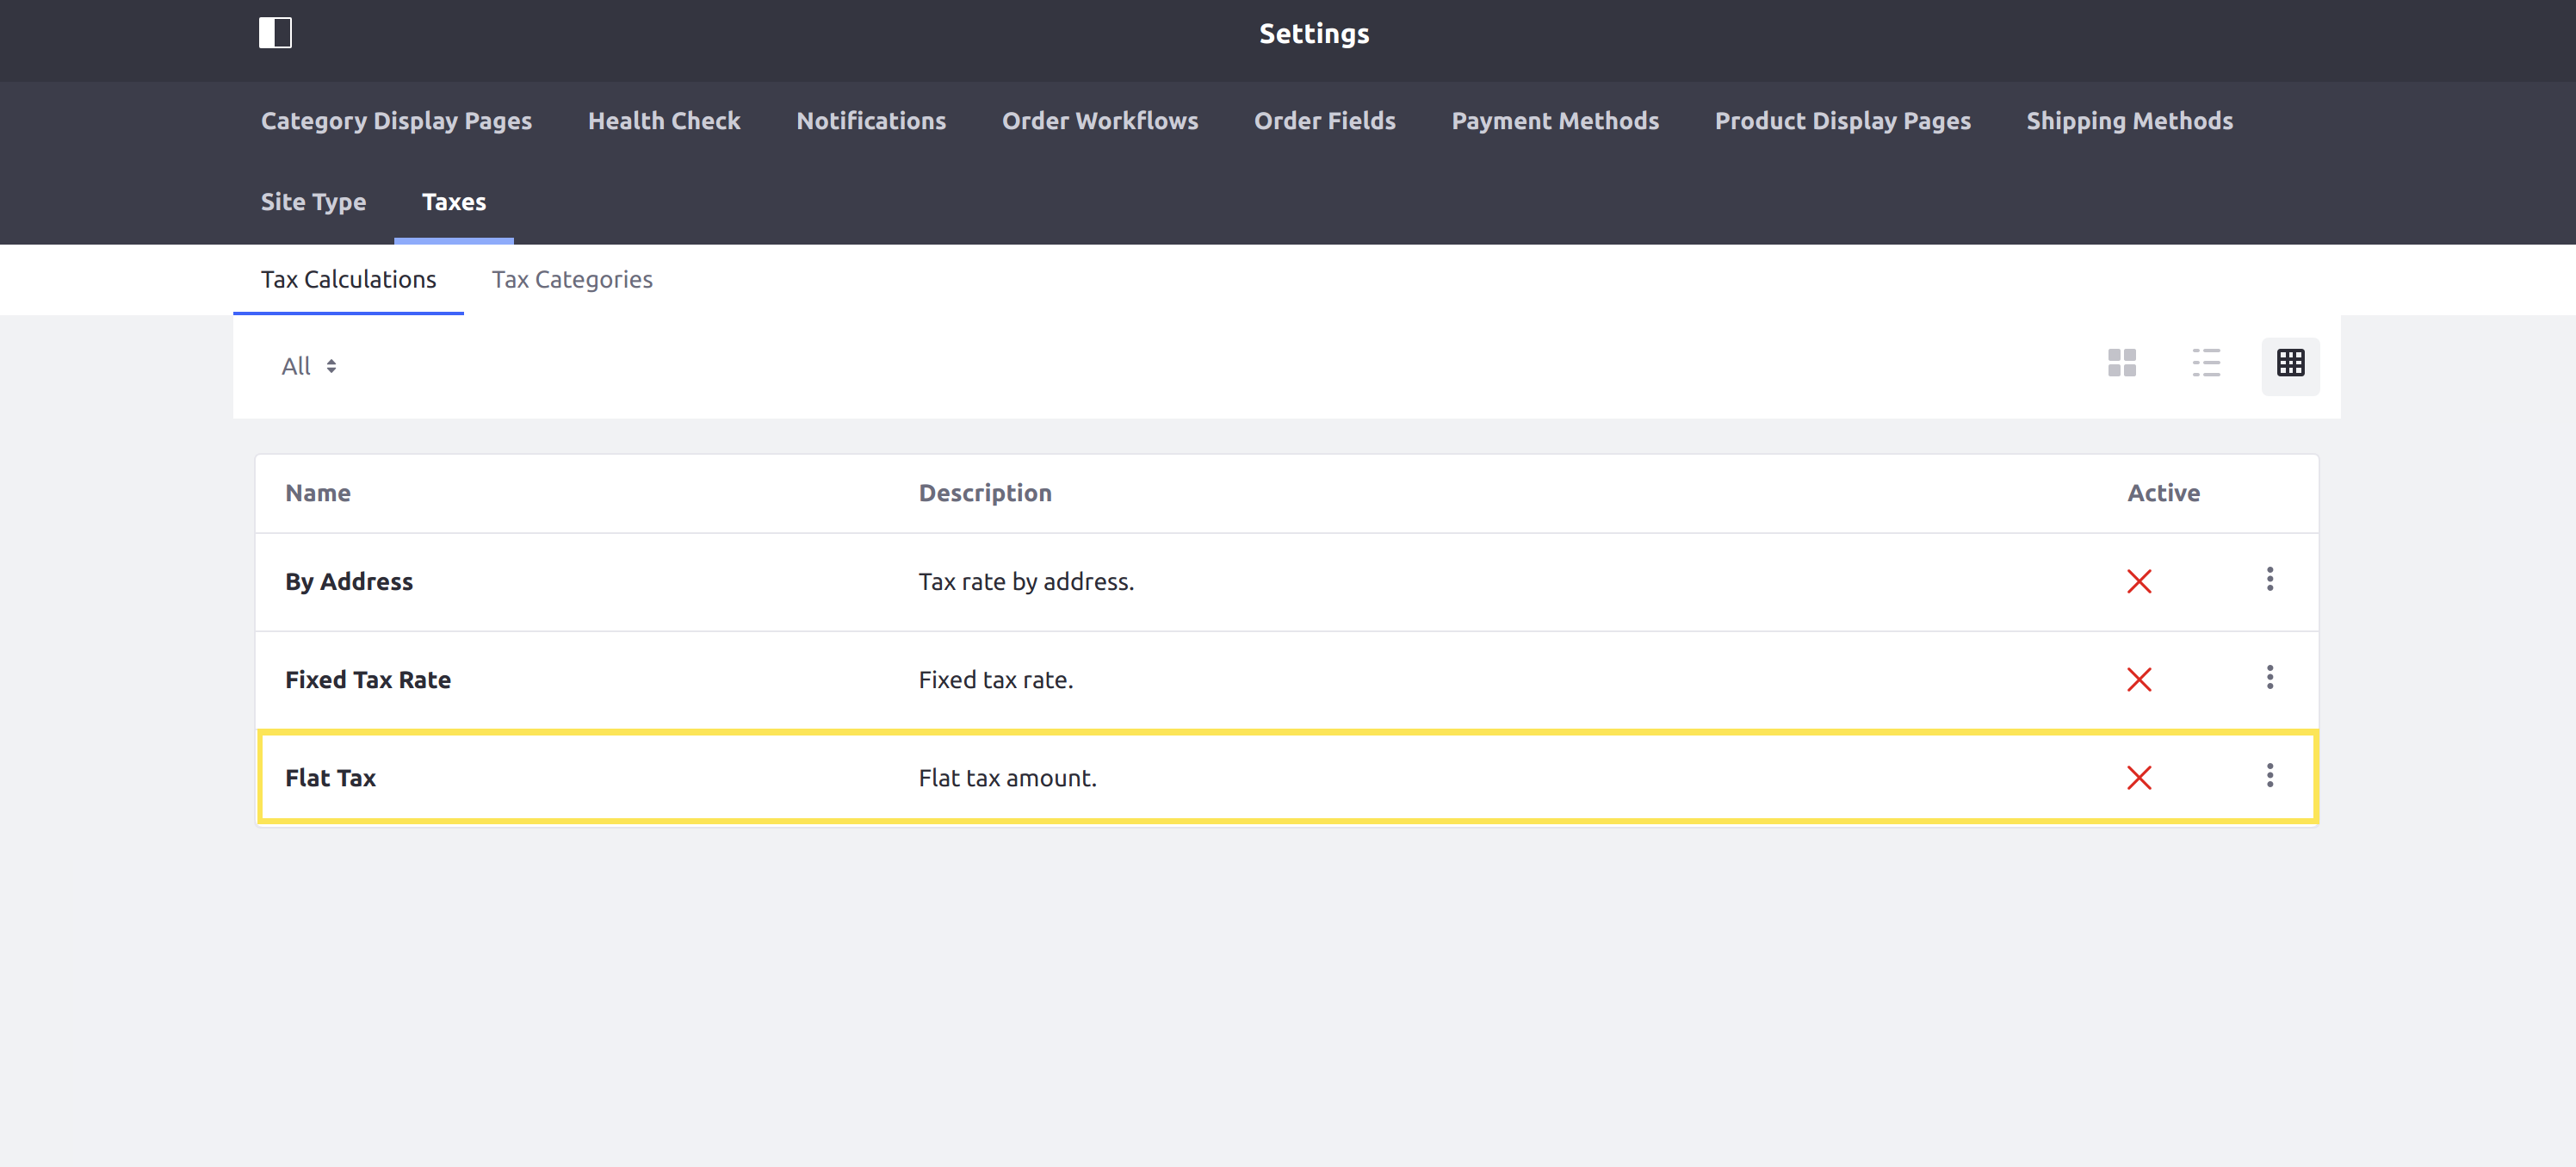 Settings
Category Display Pages Health Check Notifications Order Workflows Order Fields Payment Methods Product Display Pages Shipping Methods
Site Type Taxes
Tax Calculations Tax Categories
All
Name Description Active
By Address Tax rate by address.
Fixed Tax Rate Fixed tax rate.
Flat Tax Flat tax amount.